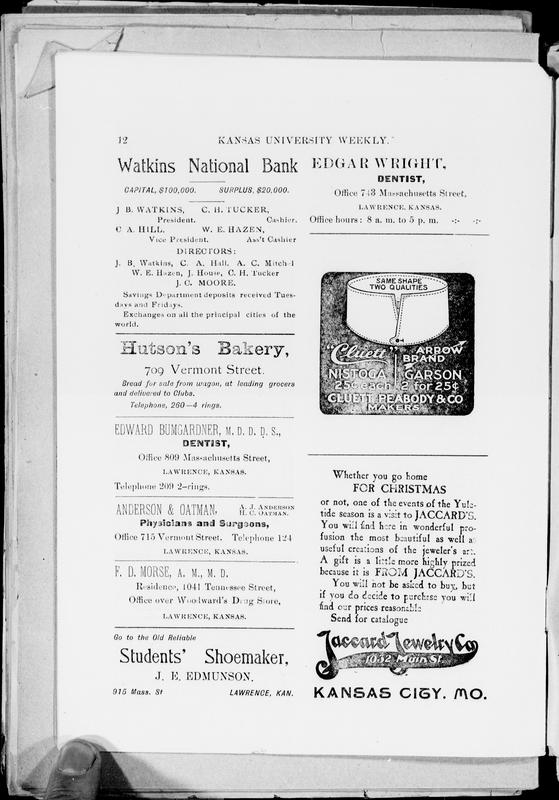 12
KANSAS UNIVERSITY WEEKLY.
Watkins National Bank
CAPITAL, $100,000. SURPLUS, $20,000.
J B. WATKINS, C. H. TUCKER,
President. Cashier.
C A. HILL, W. E. HAZEN,
Vice President. Ass't Cashier
DIRECTORS:
J. B. Watkins, C. A. Hall, A. C. Mitchel
W. E. Hazen, J. House, C. H. Tucker
J. C. MOORE.
Savings Department deposits received Tues-
days and Fridays.
Exchanges on all the principal cities of the
world.
Hutson's Bakery,
709 Vermont Street.
Bread for sale from wagon, at leading grocers
and delivered to Clubs.
Telephone, 260—4 rings.
EDWARD BUMGARDNER, M. D. D. D. S.,
DENTIST,
Office 809 Massachusetts Street,
LAWRENCE, KANSAS.
Telephone 209 2-rings.
ANDERSON & OATMAN, A. J. ANDERSON
H. C. OATMAN.
Physicians and Surgeons,
Office 715 Vermont Street. Telephone 124
LAWRENCE, KANSAS.
F. D. MORSE, A. M., M. D.
Residence, 1041 Tennessee Street,
Office over Woodward's Drug Store,
LAWRENCE, KANSAS.
Go to the Old Reliable
Students' Shoemaker,
J. E. EDMUNSON,
915 Mass. St LAWRENCE, KAN.
EDGAR WRIGHT,
DENTIST,
Office 743 Massachusetts Street,
LAWRENCE, KANSAS.
Office hours: 8 a. m. to 5 p. m. -:- -:-
SAME SHAPE
TWO QUALITIES
"Cluett" ARROW
BRAND
NISTOGA GARSON
25¢ each 2 for 25¢
CLUETT PEABODY & CO
MAKERS
Whether you go home
FOR CHRISTMAS
or not, one of the events of the Yule-
tide season is a visit to JACCARD'S.
You will find here in wonderful pro-
fusion the most beautiful as well as
useful creations of the jeweler's art.
A gift is a little more highly prized
because it is FROM JACCARD'S.
You will not be asked to buy, but
if you do decide to purchase you will
find our prices reasonable
Send for catalogue
Jaccard Jewelry Co
1032 Main St.
KANSAS CITY, MO.